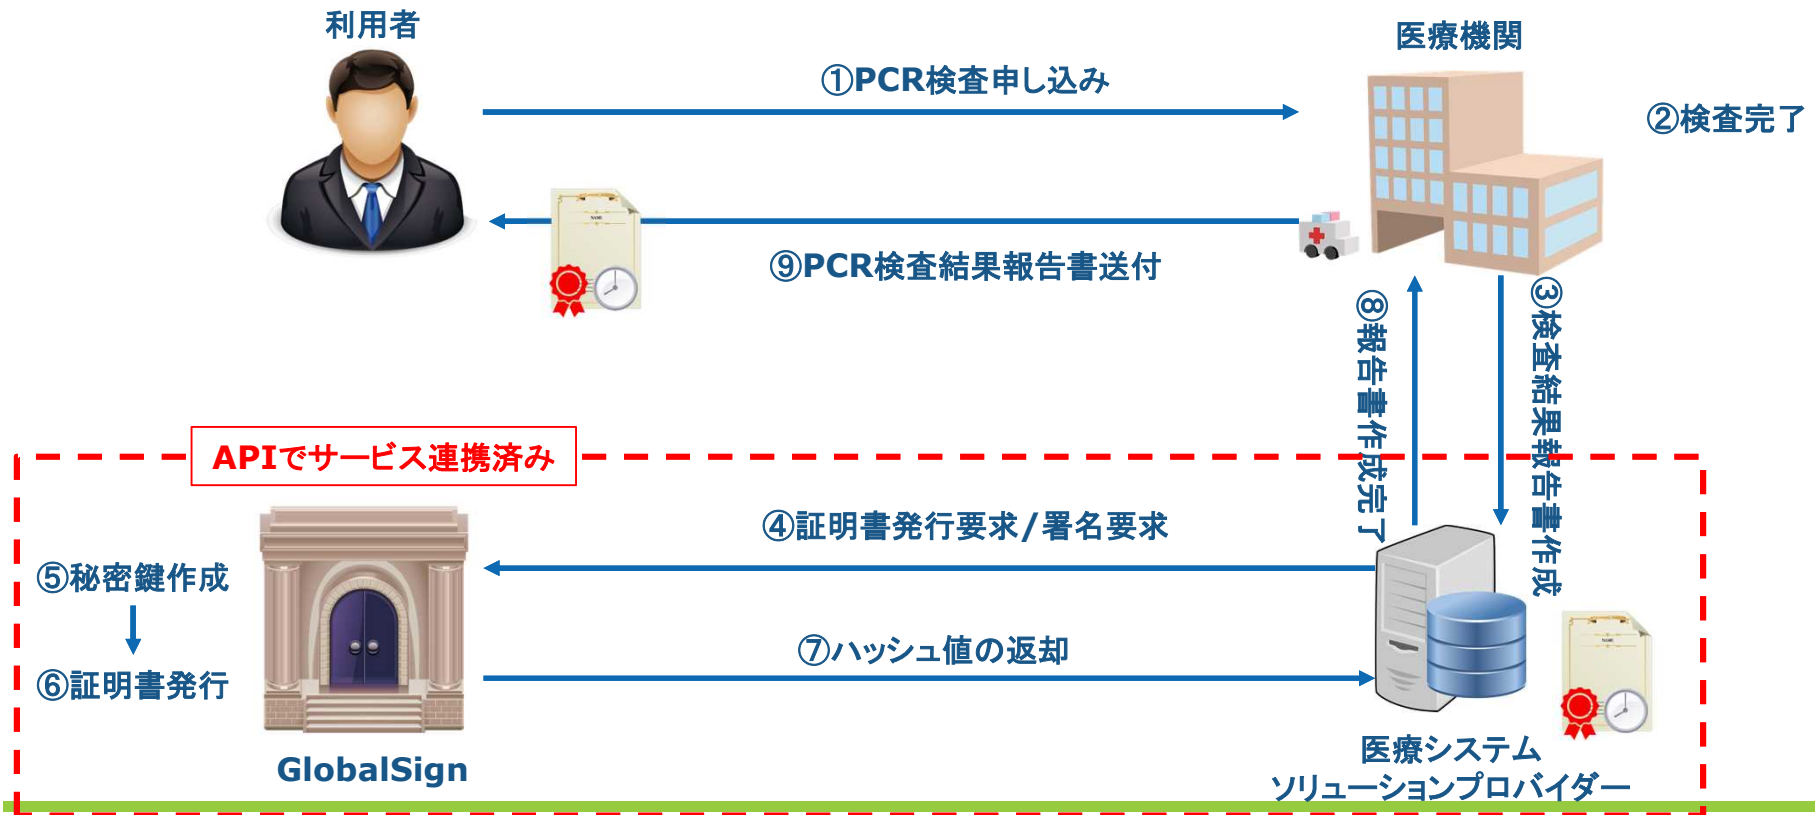 利用者
医療機関
①PCR検査申し込み
②検査完了
NAME
⑨PCR検査結果報告書送付
⑧報告書作成完了
③検査結果報告書作成
APIでサービス連携済み
④証明書発行要求/署名要求
⑤秘密鍵作成
⑦ハッシュ値の返却
⑥証明書発行
NAME
GlobalSign
医療システム
ソリューションプロバイダー